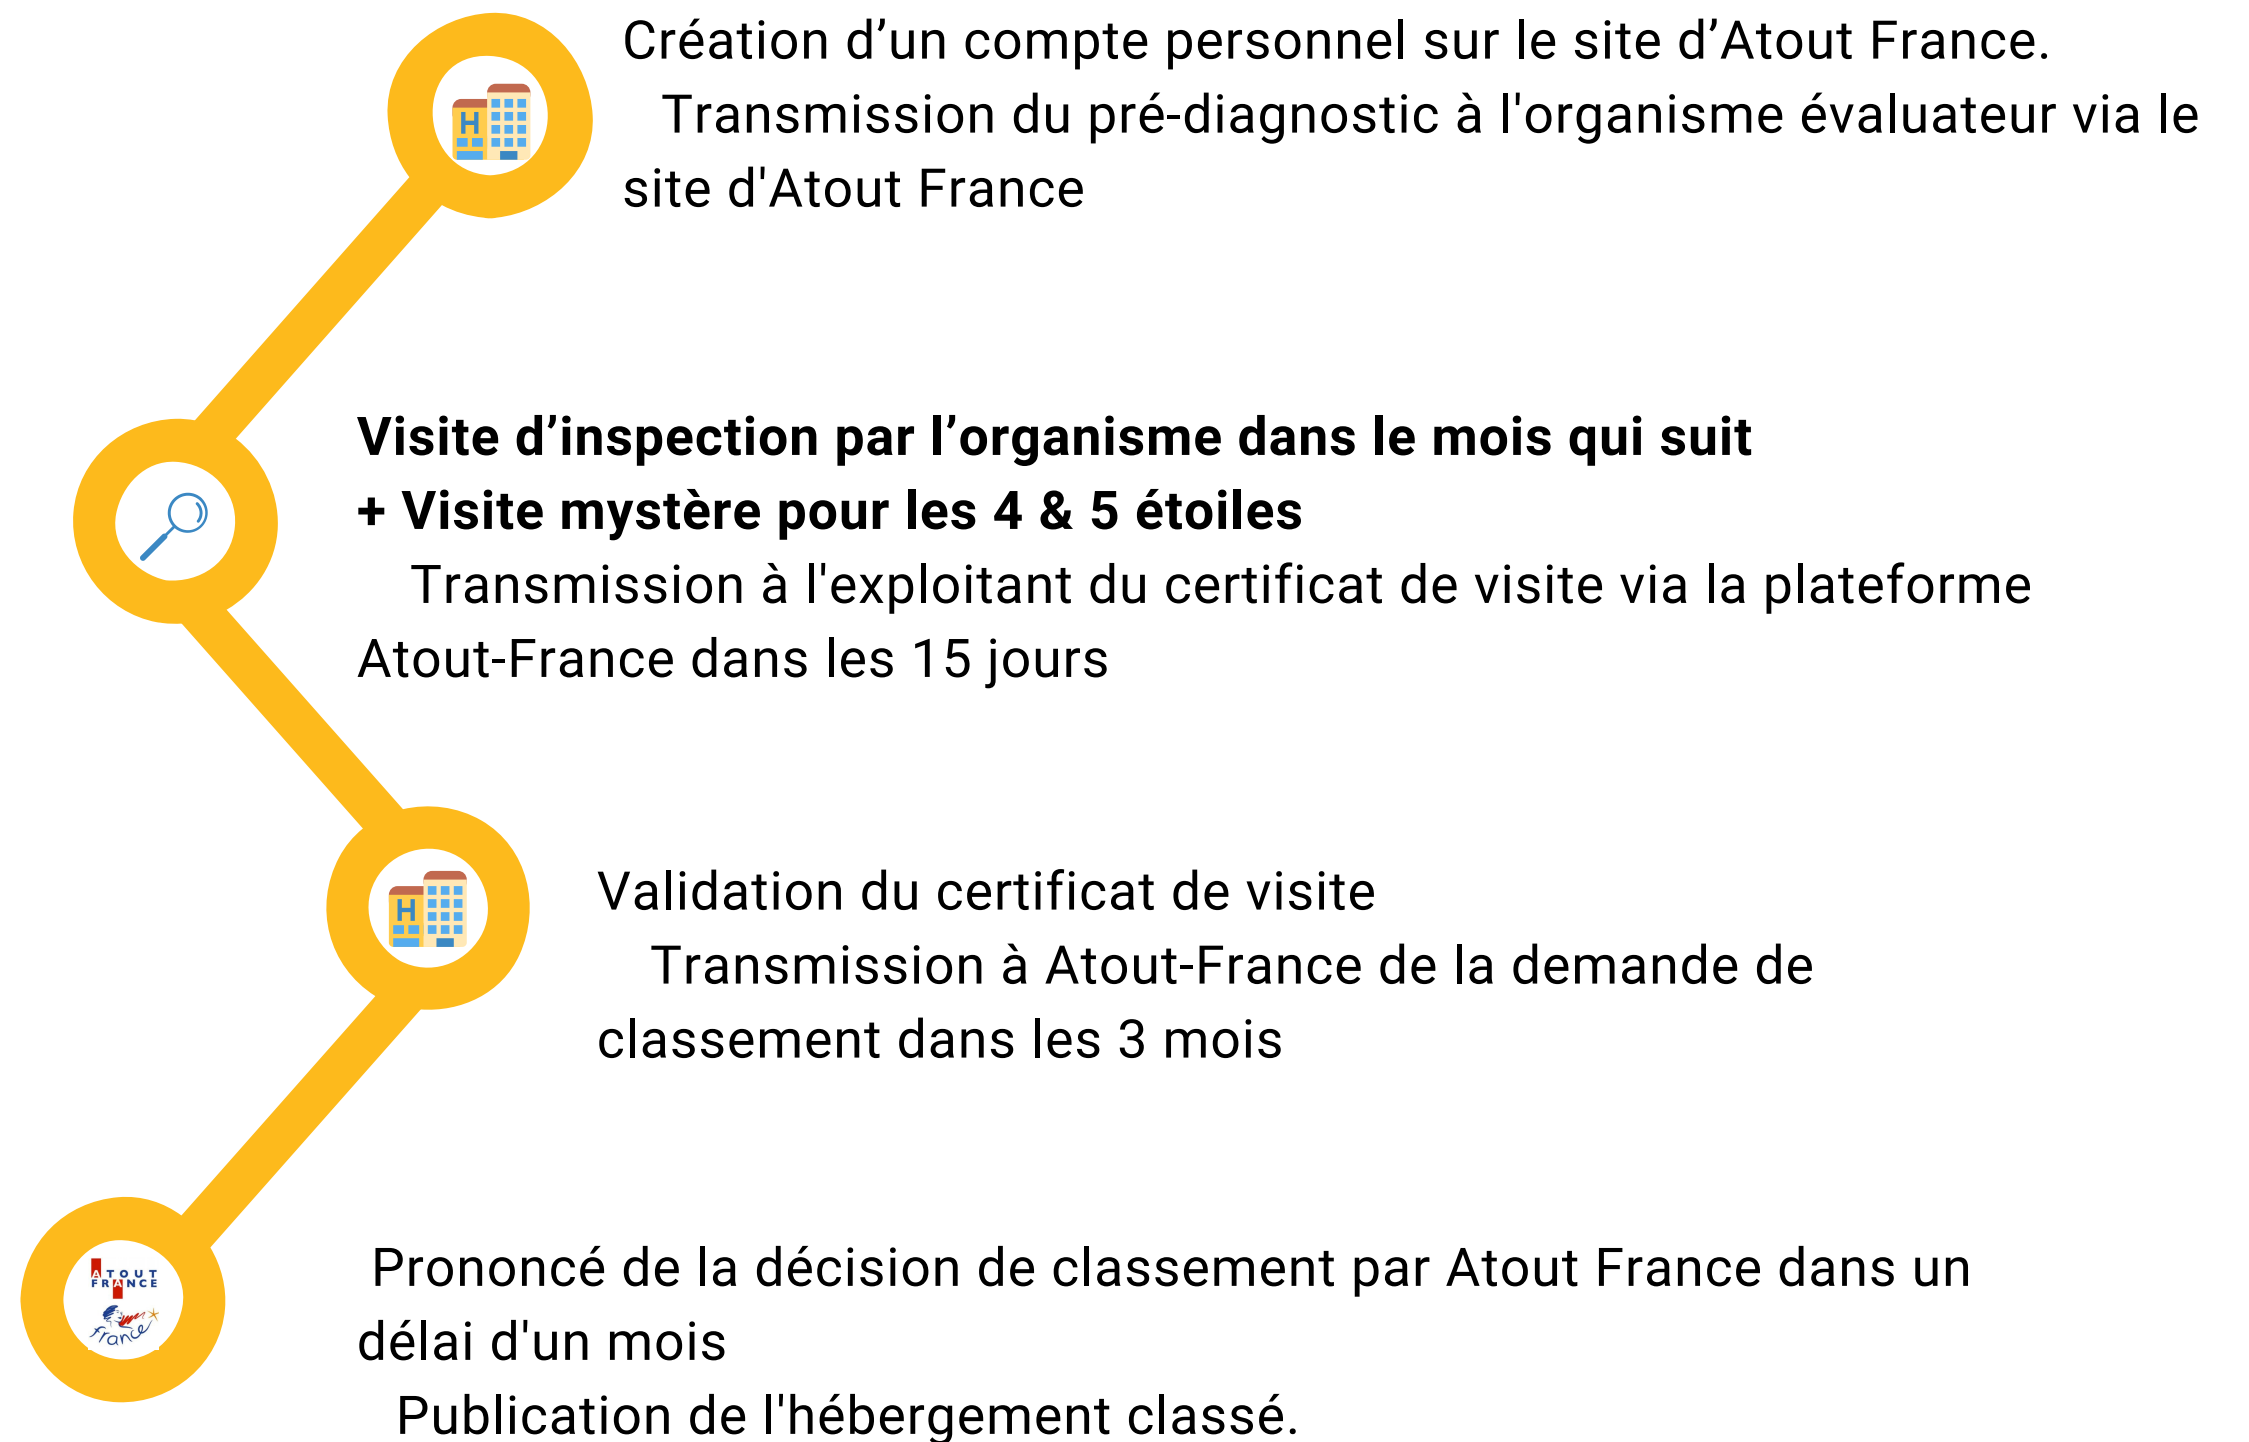 Création d’un compte personnel sur le site d’Atout France.
Transmission du pré-diagnostic à l'organisme évaluateur via le
site d'Atout France
H
Visite d’inspection par l’organisme dans le mois qui suit
+ Visite mystère pour les 4 & 5 étoiles
Transmission à l'exploitant du certificat de visite via la plateforme
Atout-France dans les 15 jours
H
Validation du certificat de visite
Transmission à Atout-France de la demande de
classement dans les 3 mois
ATOUT
FRANCE
france
Prononcé de la décision de classement par Atout France dans un
délai d'un mois
Publication de l'hébergement classé.